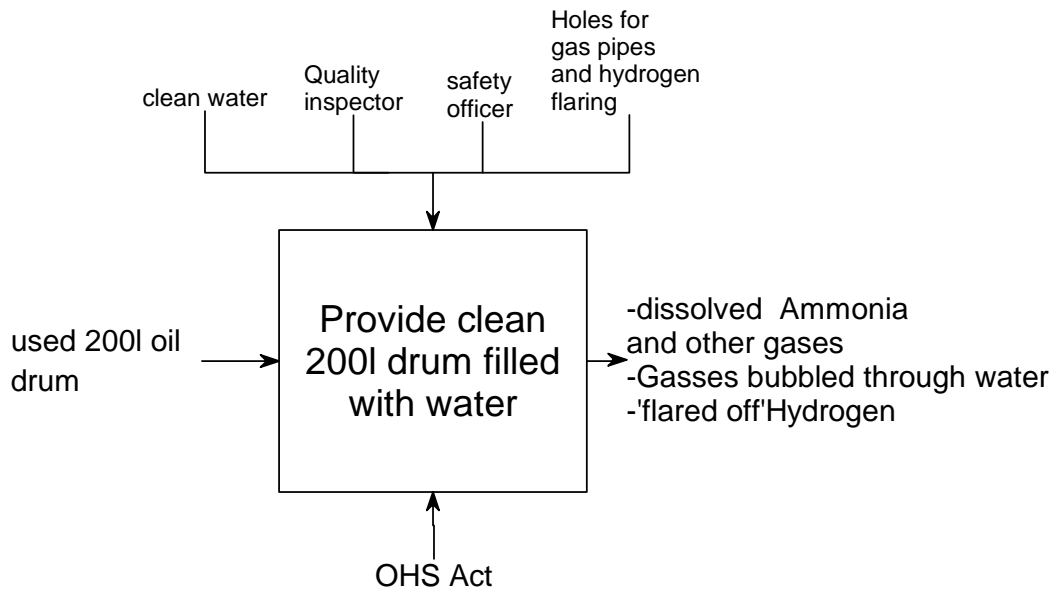 Holes for
gas pipes
and hydrogen
flaring
Quality
inspector
safety
officer
clean water
used 200l oil
drum
Provide clean
200l drum filled
with water
-dissolved Ammonia
and other gases
-Gasses bubbled through water
-'flared off'Hydrogen
OHS Act